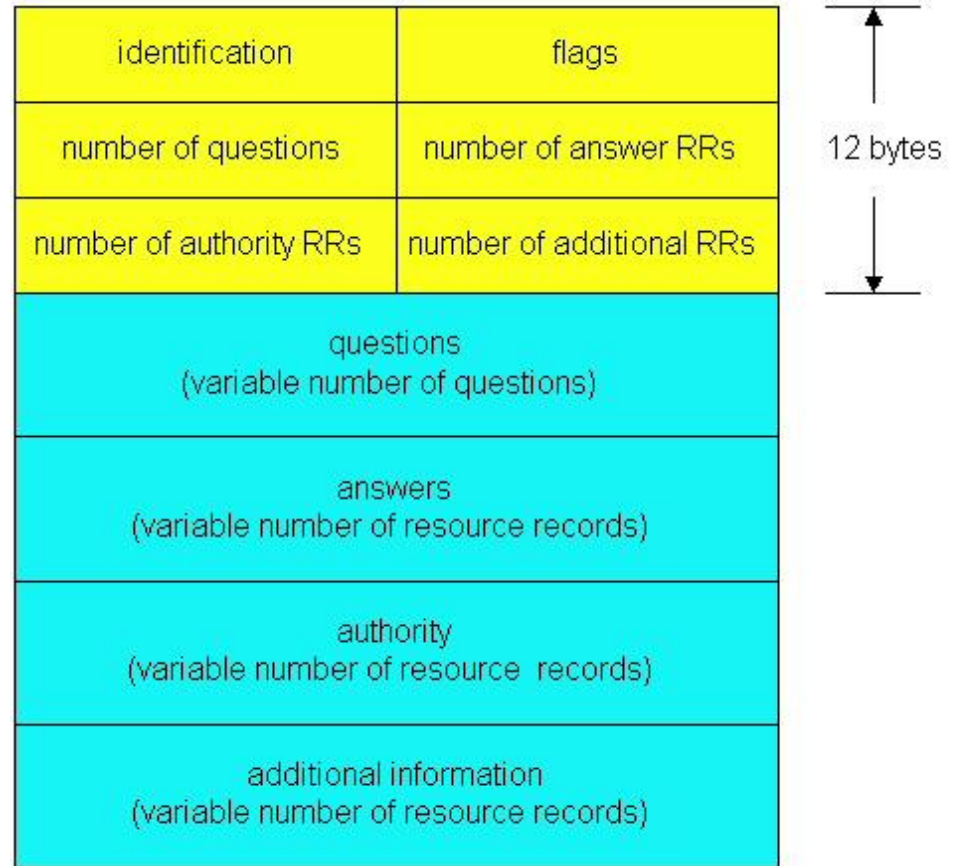 identification
flags
number of questions
number of answer RRs
12 bytes
number of authority RRs
number of additional RRs
questions
(variable number of questions)
answers
(variable number of resource records)
authority
(variable number of resource records)
additional information
(variable number of resource records)